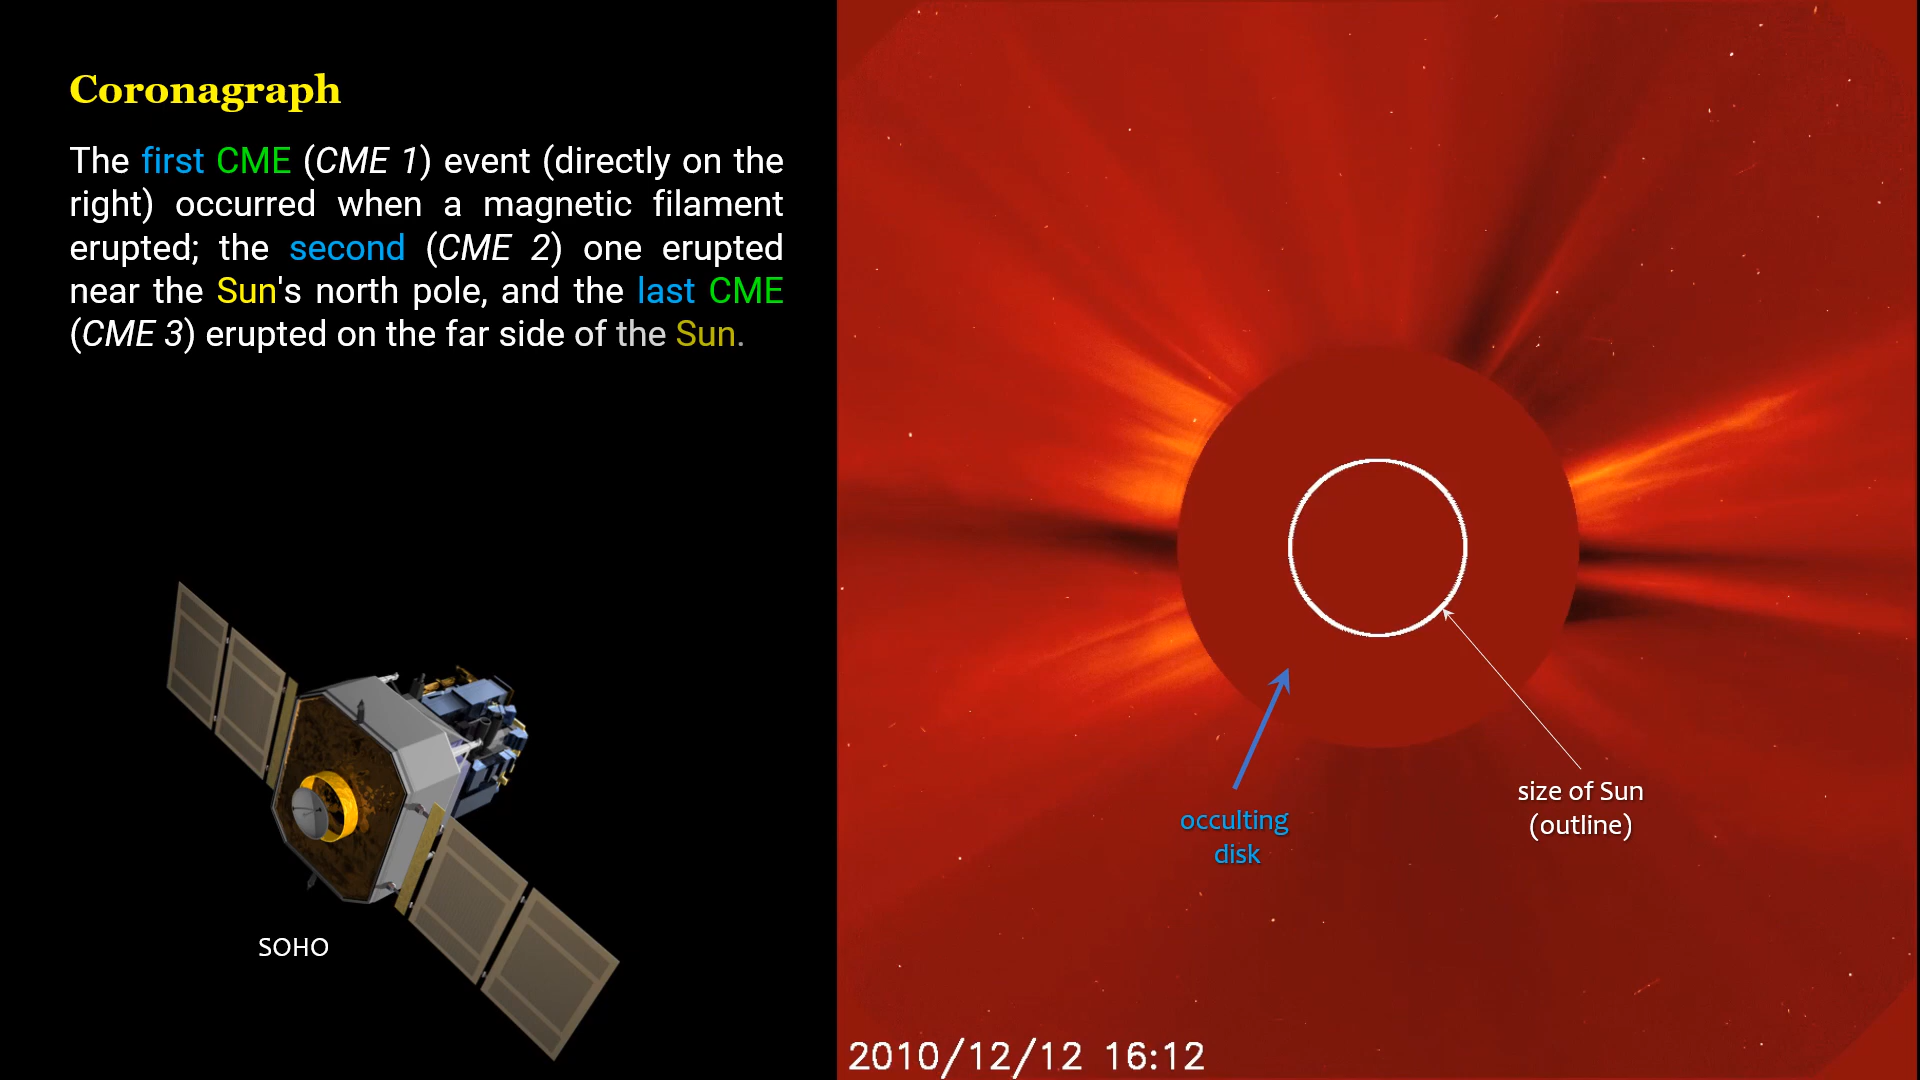 Coronagraph
The first CME (CME 1) event (directly on the
right) occurred when a magnetic filament
erupted; the second (CME 2) one erupted
near the Sun's north pole, and the last CME
(CME 3) erupted on the far side of the Sun.
SOHO
occulting
disk
size of Sun
(outline)
2010/12/12 16:12